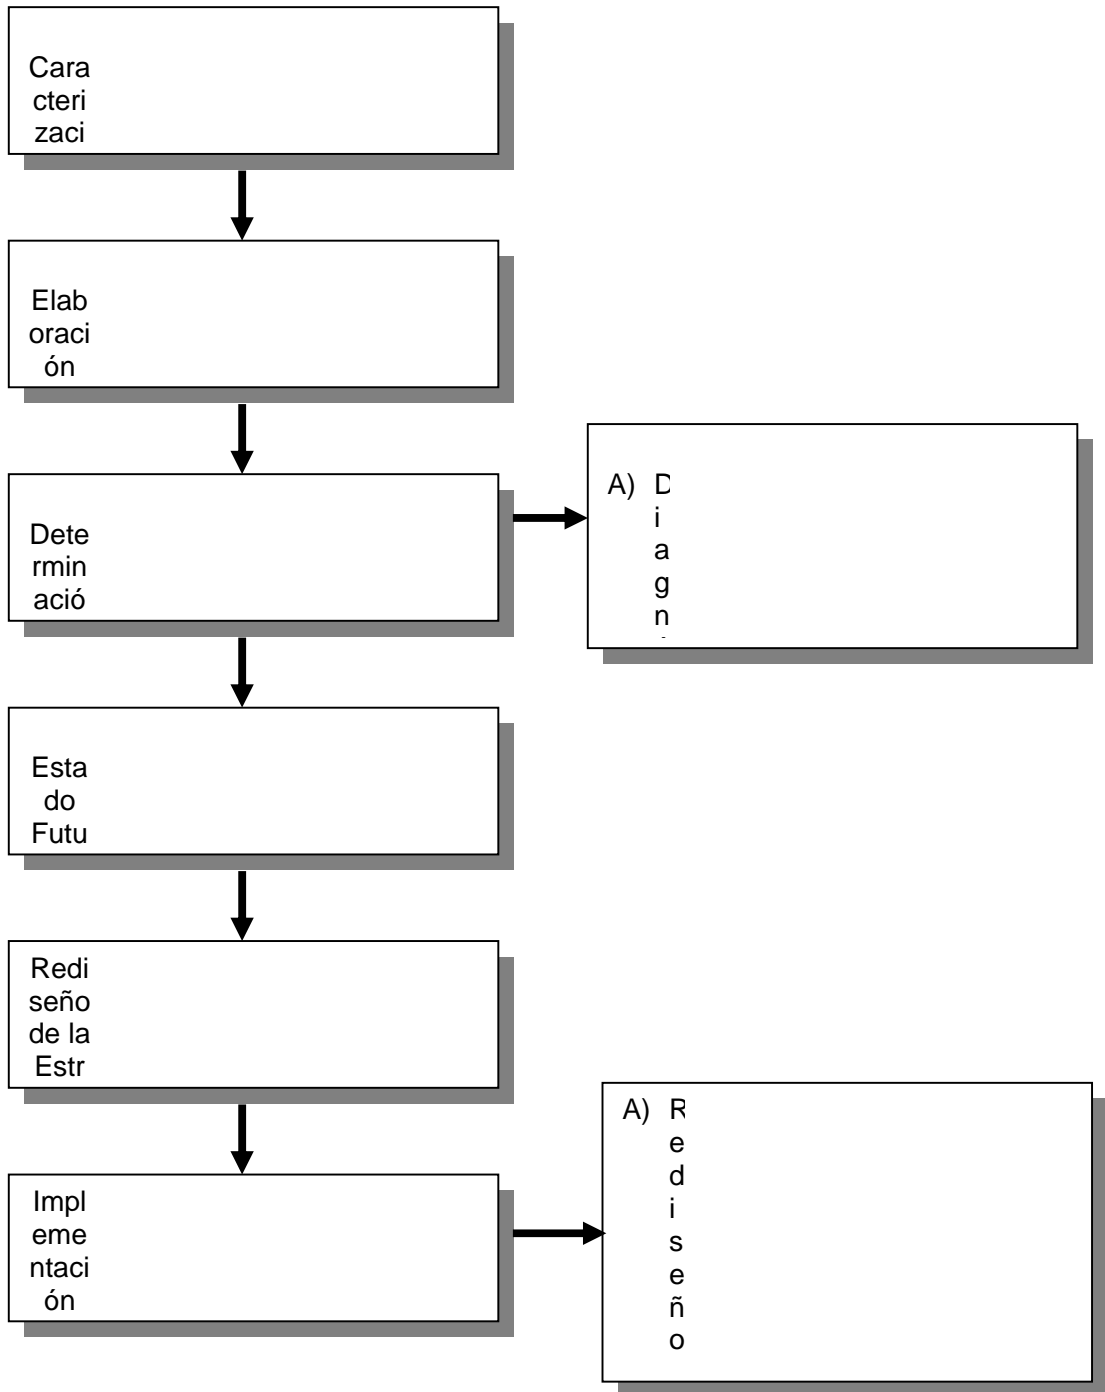 Cara
cteri
zaci
Elab
oraci
ón
Dete
rmin
ació
A) D
i
a
g
n
Esta
do
Futu
Redi
seño
de la
Estr
Impl
eme
ntaci
ón
A) R
e
d
i
s
e
ñ
o